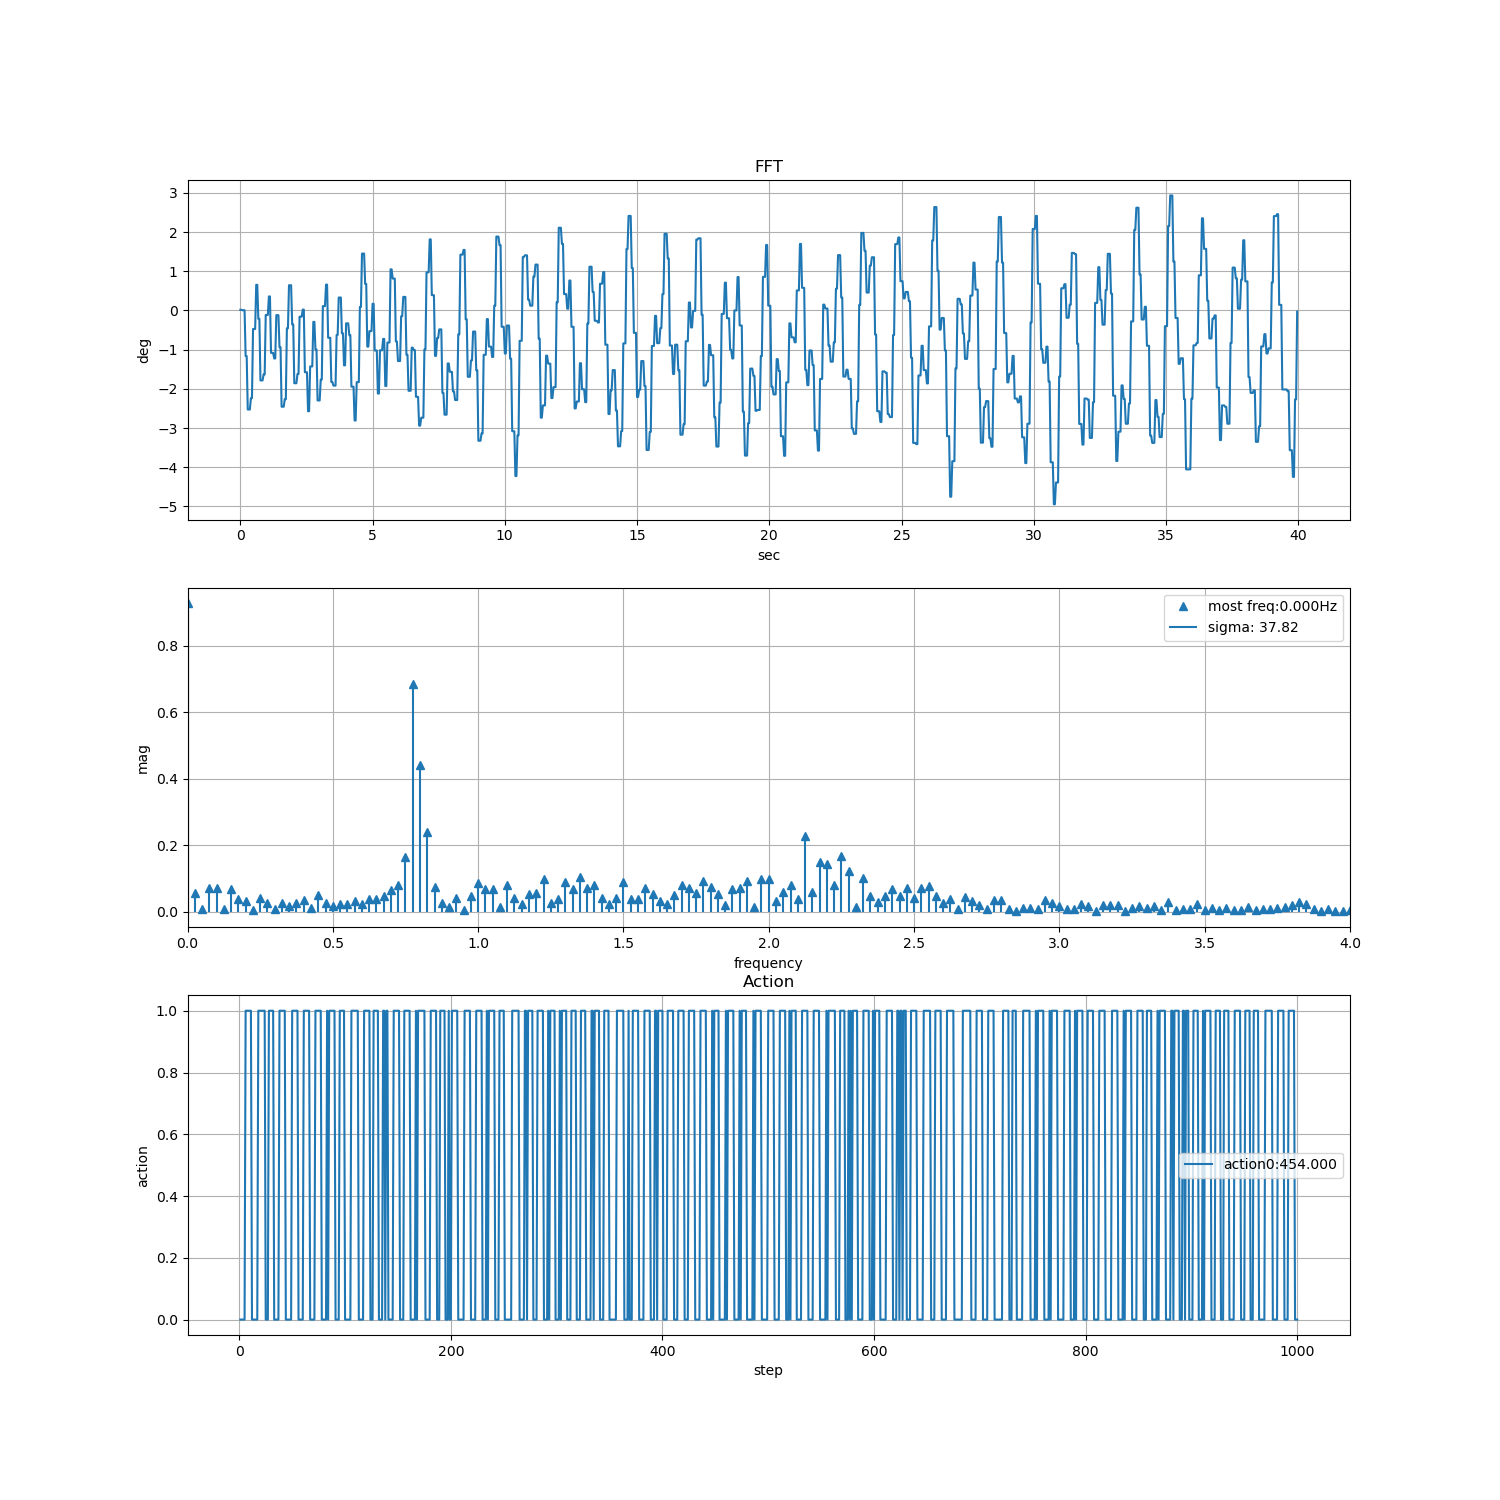 FFT
3
2
1
0
−1
−2
−3
−4
−5
deg
0 5 10 15 20 25 30 35 40
sec
most freq:0.000Hz
sigma: 37.82
0.8
0.6
0.4
0.2
0.0
mag
0.0 0.5 1.0 1.5 2.0 2.5 3.0 3.5 4.0
frequency
Action
1.0
0.8
0.6
0.4
0.2
0.0
action
action0:454.000
0 200 400 600 800 1000
step